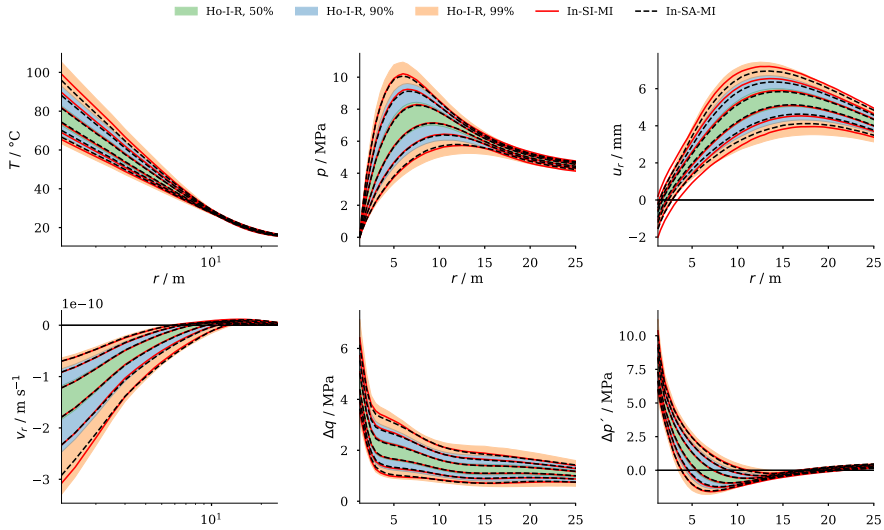 Ho-I-R, 50% Ho-I-R, 90% Ho-I-R, 99% In-SI-MI In-SA-MI
T / °C
100
80
60
40
20
10¹
r / m
p / MPa
10
8
6
4
2
0
5 10 15 20 25
r / m
u_r / mm
6
4
2
0
−2
5 10 15 20 25
r / m
1e−10
v_r / m s⁻¹
0
−1
−2
−3
10¹
Δq / MPa
6
4
2
0
5 10 15 20 25
Δp′ / MPa
10.0
7.5
5.0
2.5
0.0
−2.5
5 10 15 20 25